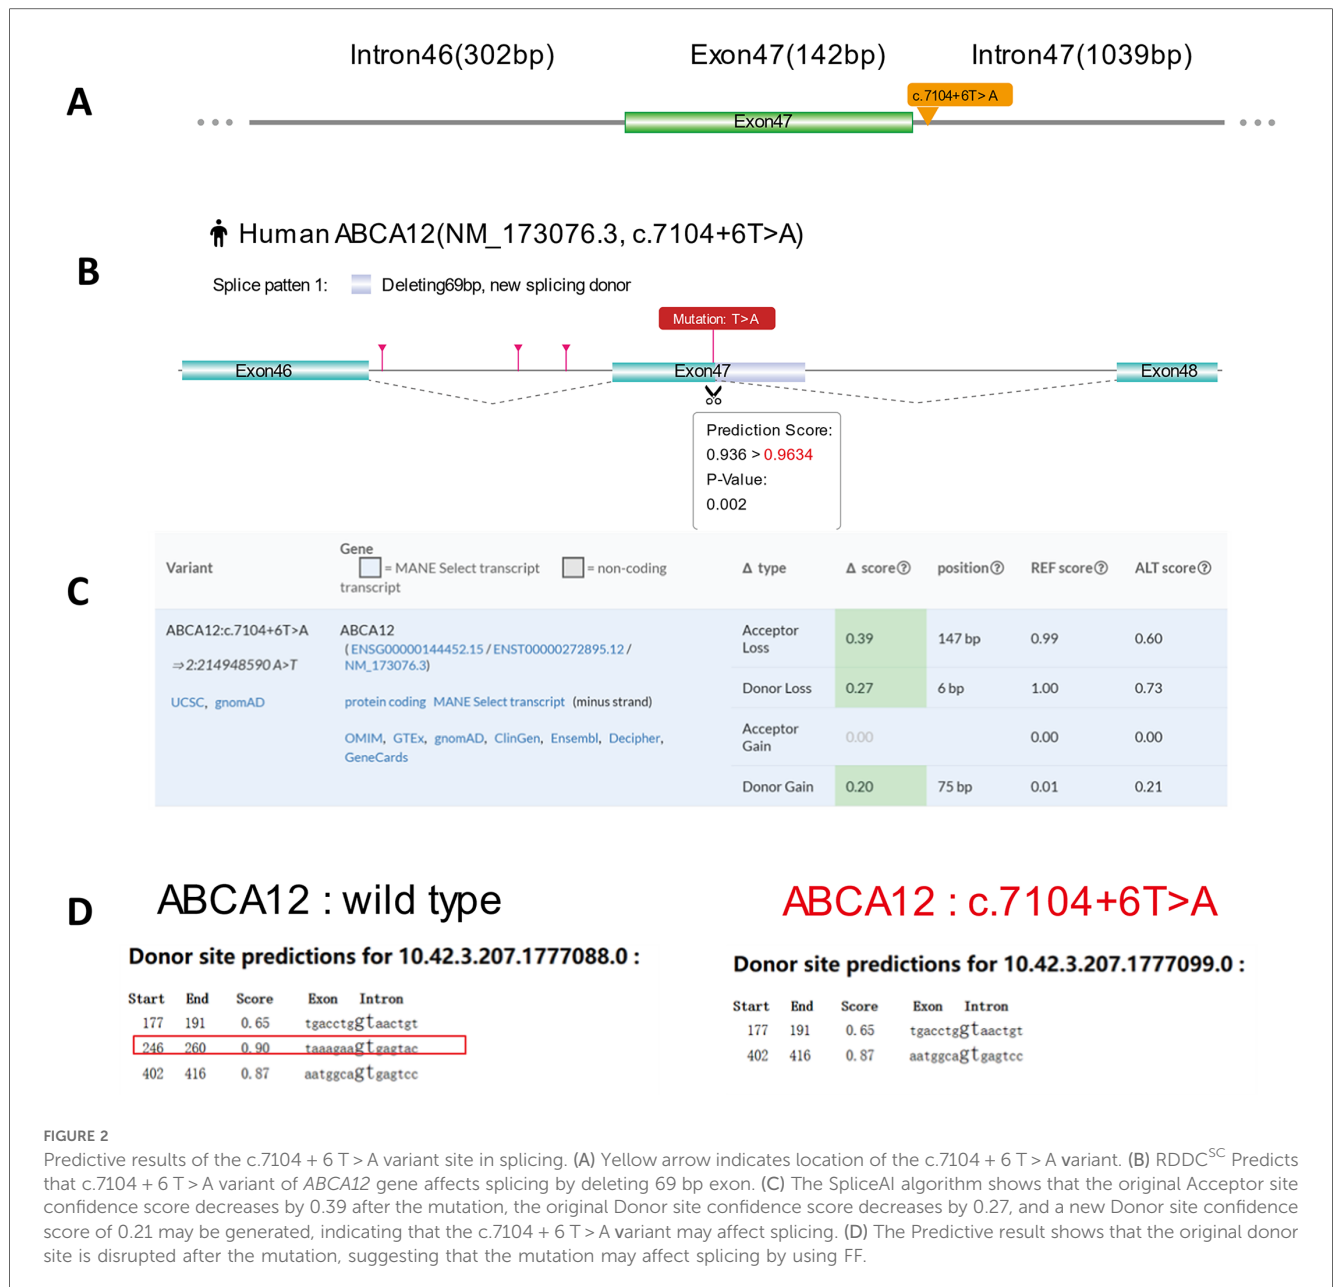 Intron46(302bp) Exon47(142bp) Intron47(1039bp)
A
c.7104+6T> A
Exon47
Human ABCA12(NM_173076.3, c.7104+6T>A)
B
Splice patten 1: Deleting69bp, new splicing donor
Mutation: T>A
Exon46 Exon47 Exon48
Prediction Score:
0.936 > 0.9634
P-Value:
0.002
C
Variant Gene = MANE Select transcript = non-coding transcript Δ type Δ score? position? REF score? ALT score?
ABCA12:c.7104+6T>A ABCA12 Acceptor Loss 0.39 147 bp 0.99 0.60
(ENSG00000144452.15 / ENST00000272895.12 /
⇒2:214948590 A>T NM_173076.3)
Donor Loss 0.27 6 bp 1.00 0.73
UCSC, gnomAD protein coding MANE Select transcript (minus strand)
Acceptor Gain 0.00 0.00 0.00
OMIM, GTEx, gnomAD, ClinGen, Ensembl, Decipher,
GeneCards
Donor Gain 0.20 75 bp 0.01 0.21
D
ABCA12 : wild type
Donor site predictions for 10.42.3.207.1777088.0 :
Start End Score Exon Intron
177 191 0.65 tgacctggtaactgt
246 260 0.90 taaagaagtgagtac
402 416 0.87 aatggcagtgagtcc
ABCA12 : c.7104+6T>A
Donor site predictions for 10.42.3.207.1777099.0 :
Start End Score Exon Intron
177 191 0.65 tgacctggtaactgt
402 416 0.87 aatggcagtgagtcc
FIGURE 2
Predictive results of the c.7104 + 6 T > A variant site in splicing. (A) Yellow arrow indicates location of the c.7104 + 6 T > A variant. (B) RDDCSC Predicts
that c.7104 + 6 T > A variant of ABCA12 gene affects splicing by deleting 69 bp exon. (C) The SpliceAI algorithm shows that the original Acceptor site
confidence score decreases by 0.39 after the mutation, the original Donor site confidence score decreases by 0.27, and a new Donor site confidence
score of 0.21 may be generated, indicating that the c.7104 + 6 T > A variant may affect splicing. (D) The Predictive result shows that the original donor
site is disrupted after the mutation, suggesting that the mutation may affect splicing by using FF.